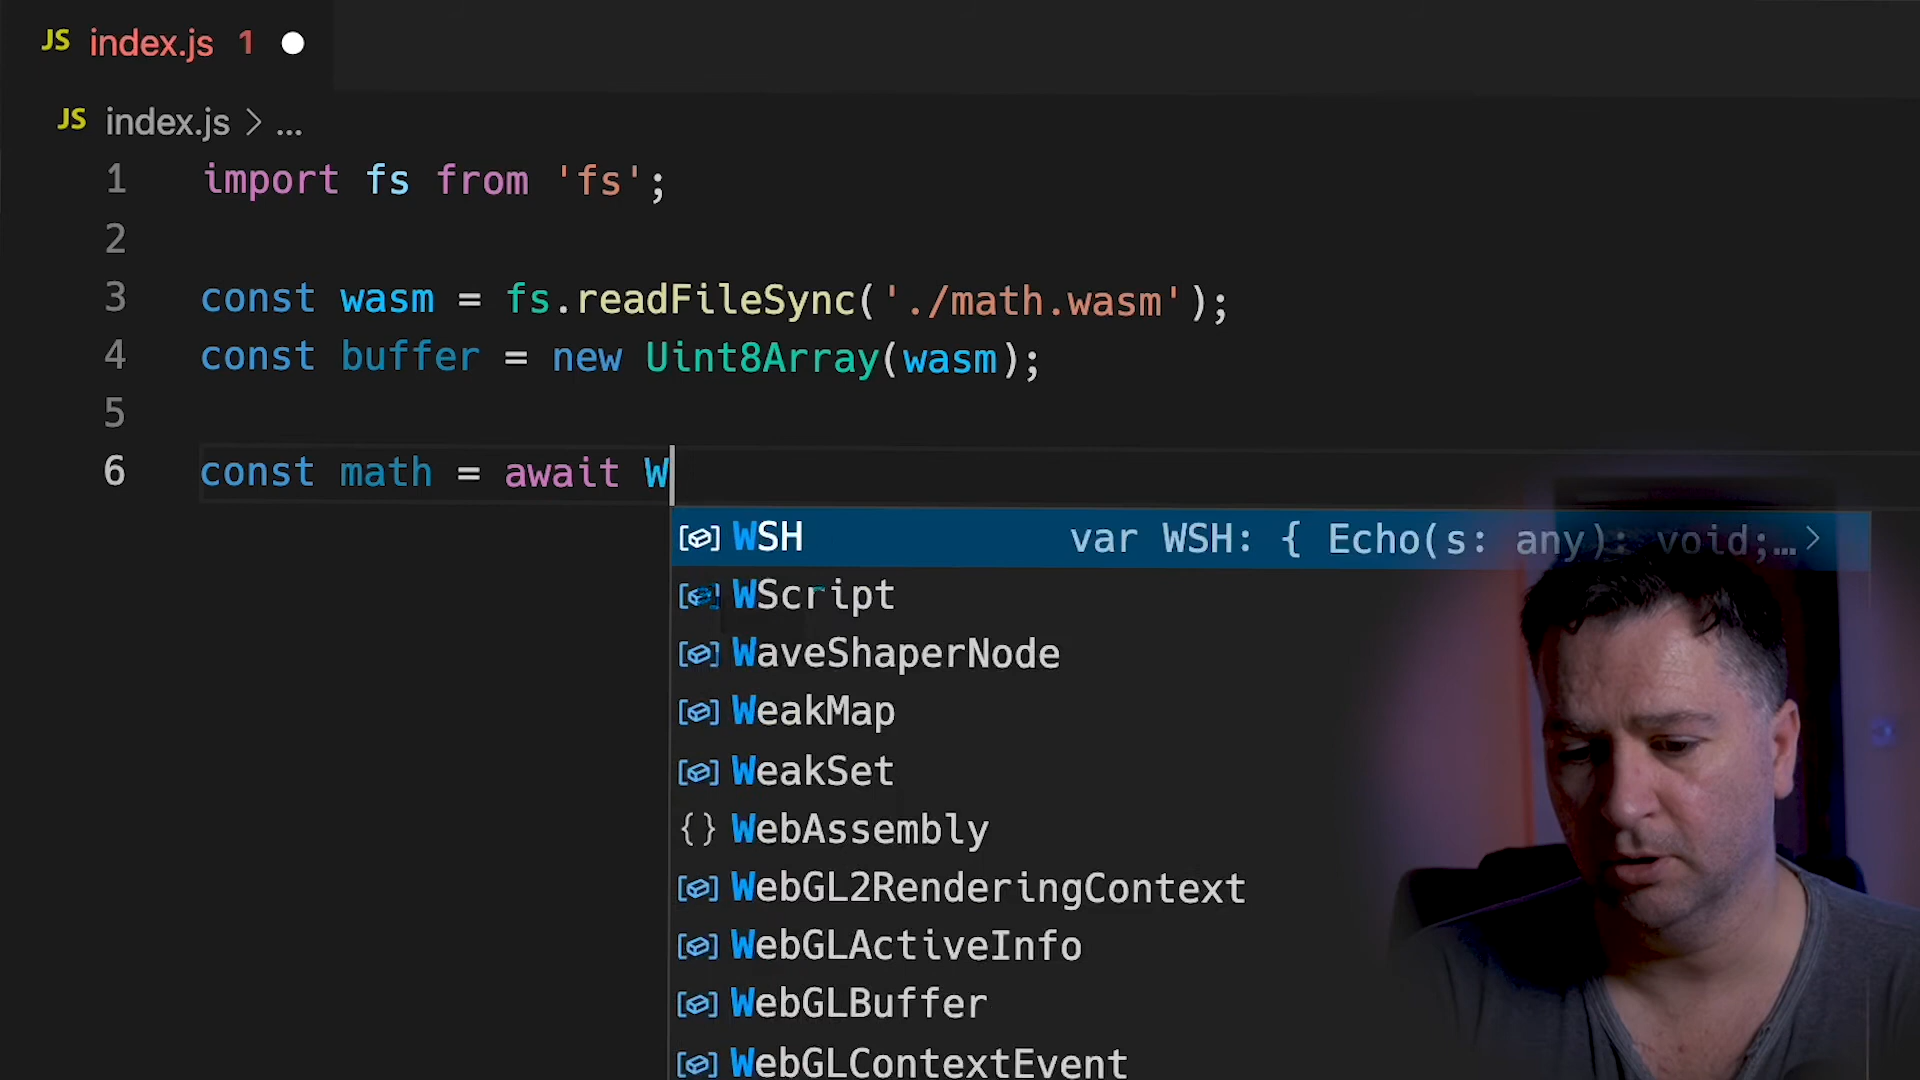 JS index.js 1
JS index.js > ...
1 import fs from 'fs';
2
3 const wasm = fs.readFileSync('./math.wasm');
4 const buffer = new Uint8Array(wasm);
5
6 const math = await W
WSH var WSH: { Echo(s: any): void;… >
WScript
WaveShaperNode
WeakMap
WeakSet
{} WebAssembly
WebGL2RenderingContext
WebGLActiveInfo
WebGLBuffer
WebGLContextEvent